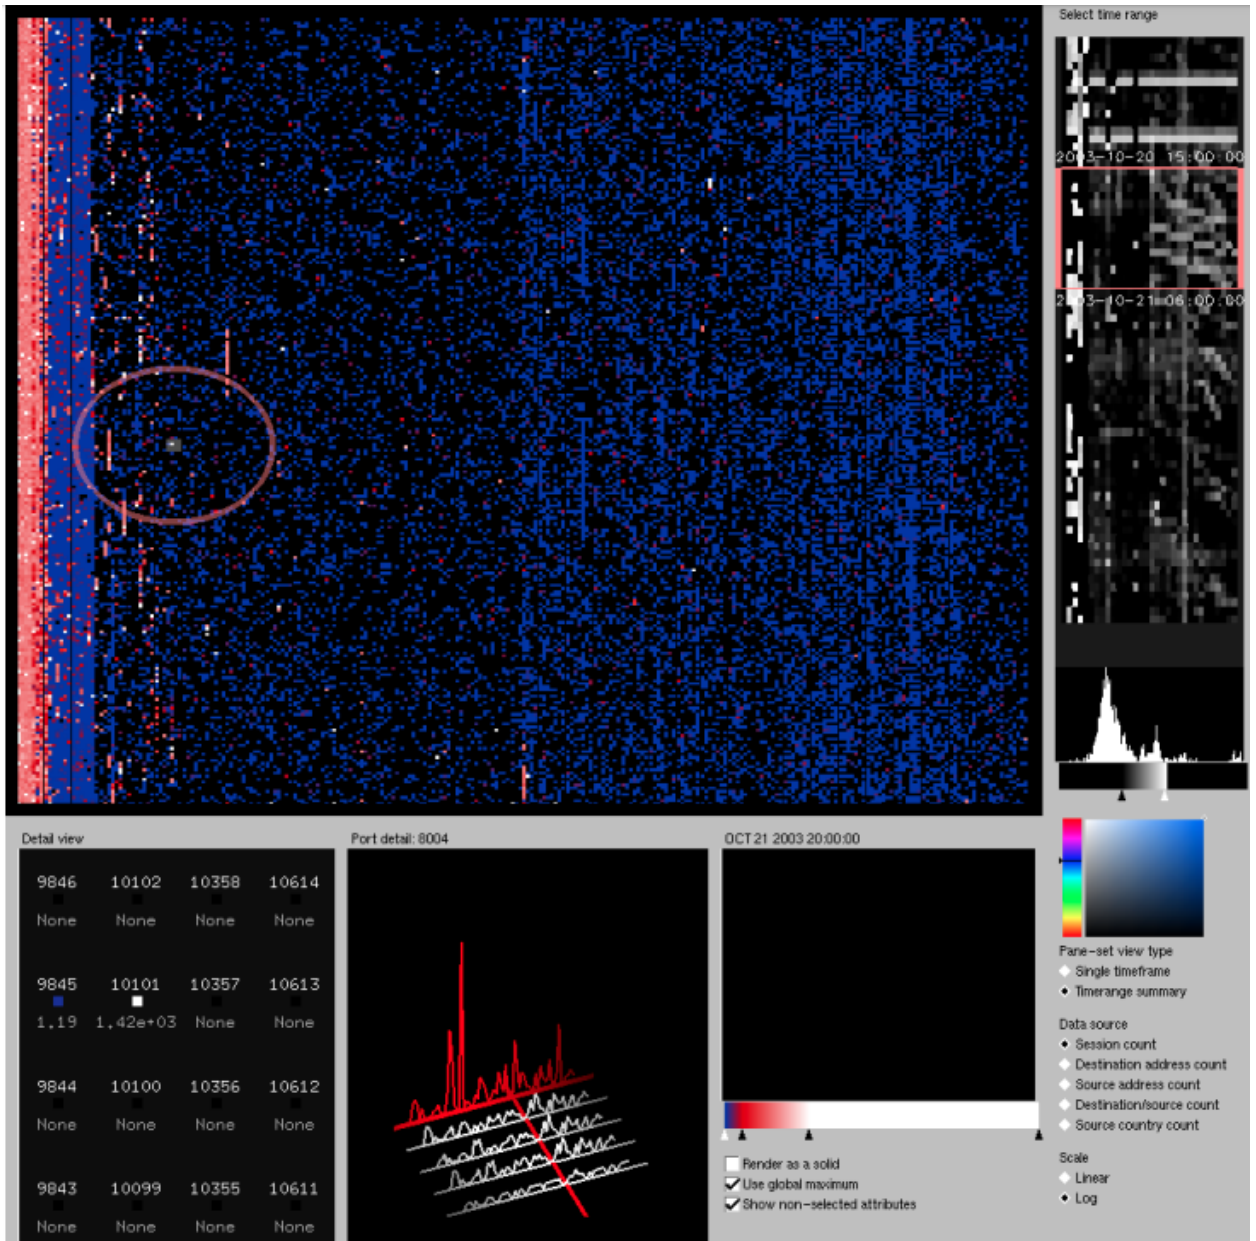 Select time range
2003-10-20 15:00:00
2003-10-21 06:00:00
Detail view
9846 10102 10358 10614
None None None None
9845 10101 10357 10613
1.19 1.42e+03 None None
9844 10100 10356 10612
None None None None
9843 10099 10355 10611
None None None None
Port detail: 8004
OCT 21 2003 20:00:00
Render as a solid
Use global maximum
Show non-selected attributes
Pane-set view type
Single timeframe
Timerange summary
Data source
Session count
Destination address count
Source address count
Destination/source count
Source country count
Scale
Linear
Log